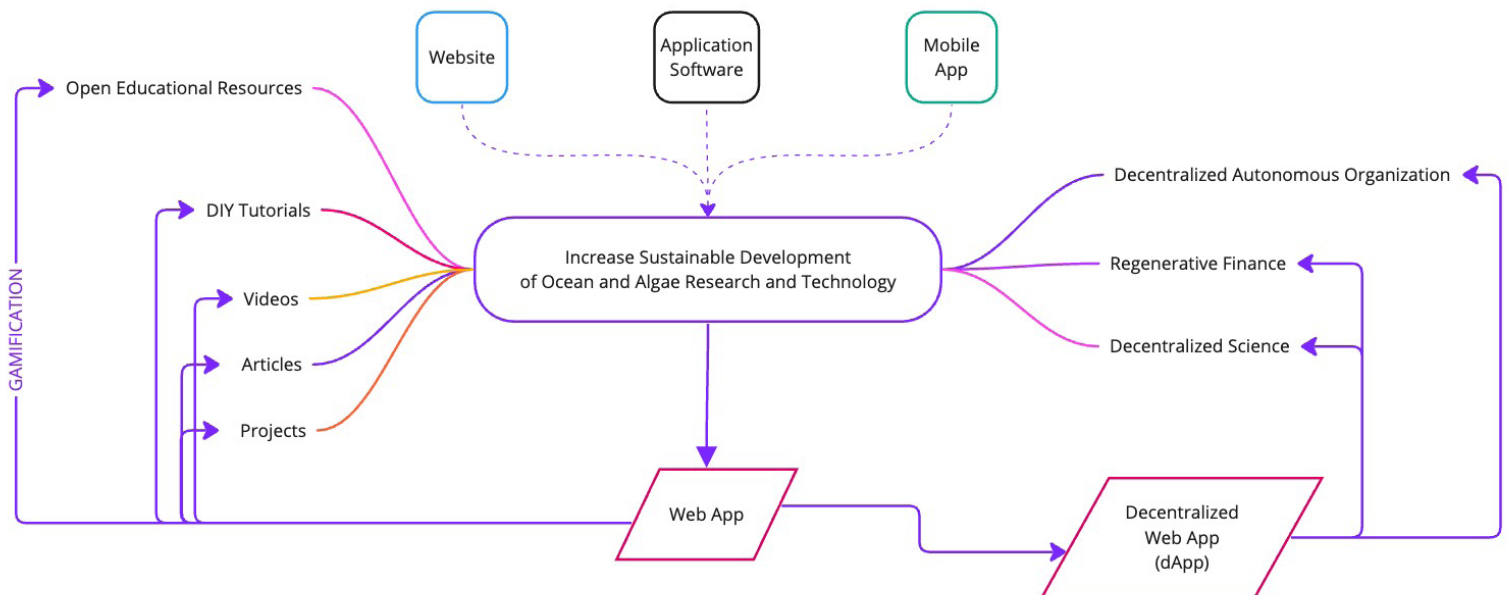 Website
Application
Software
Mobile
App
Open Educational Resources
DIY Tutorials
Videos
Articles
Projects
GAMIFICATION
Increase Sustainable Development
of Ocean and Algae Research and Technology
Decentralized Autonomous Organization
Regenerative Finance
Decentralized Science
Web App
Decentralized
Web App
(dApp)